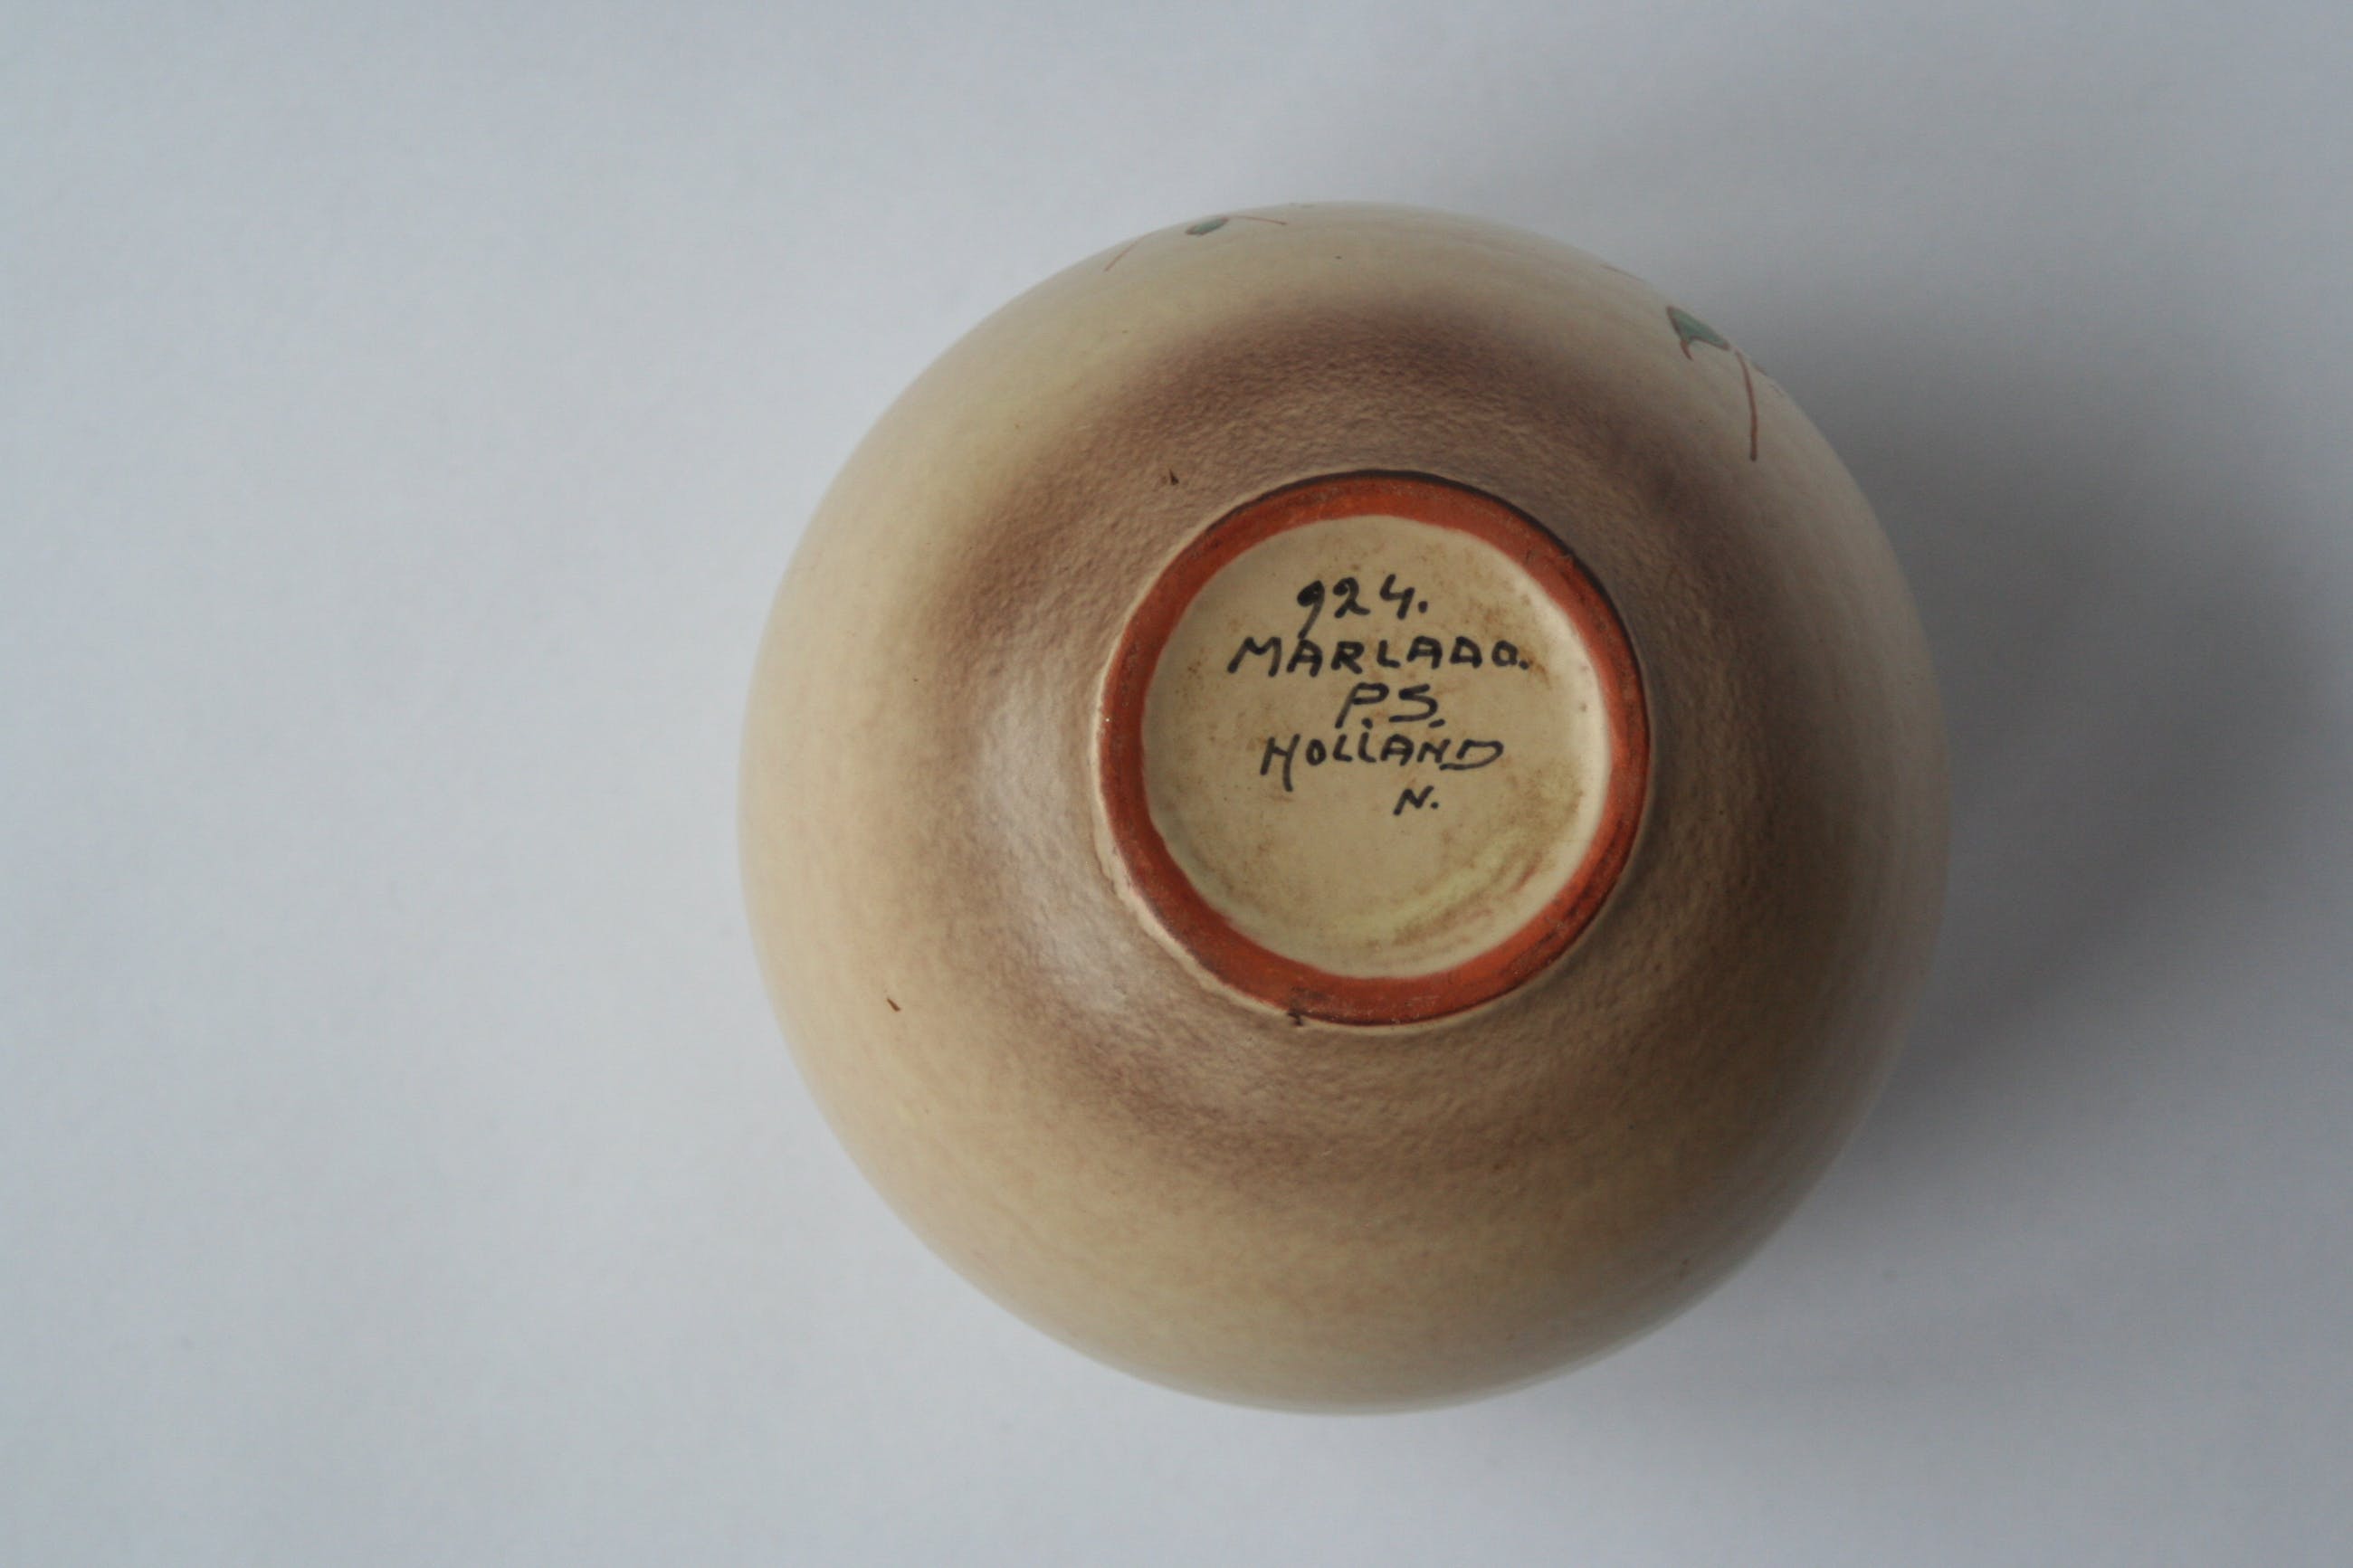 924.
MARLADO.
P.S.
HOLLAND
N.